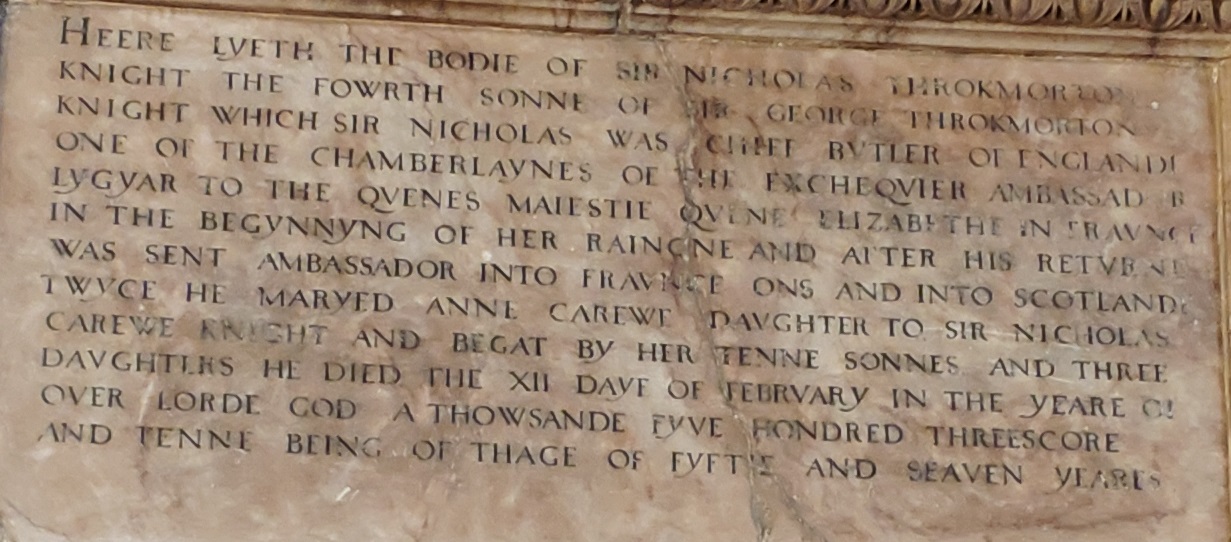 HEERE LYETH THE BODIE OF SIR NICHOLAS THROKMORTON
KNIGHT THE FOWRTH SONNE OF SIR GEORGE THROKMORTON
KNIGHT WHICH SIR NICHOLAS WAS CHIEF BVTLER OF ENGLANDE
ONE OF THE CHAMBERLAYNES OF THE EXCHEQVIER AMBASSADOR
LYGYAR TO THE QVENES MAIESTIE QVENE ELIZABETHE IN FRAVNCE
IN THE BEGYNNYNG OF HER RAINGNE AND AFTER HIS RETVRNE
WAS SENT AMBASSADOR INTO FRAVNCE ONS AND INTO SCOTLANDE
TWYCE HE MARYED ANNE CAREWE DAVGHTER TO SIR NICHOLAS
CAREWE KNIGHT AND BEGAT BY HER TENNE SONNES AND THREE
DAVGHTERS HE DIED THE XII DAYE OF FEBRVARY IN THE YEARE OF
OVER LORDE GOD A THOWSANDE FYVE HONDRED THREESCORE
AND TENNE BEING OF THAGE OF FYFTIE AND SEAVEN YEARES